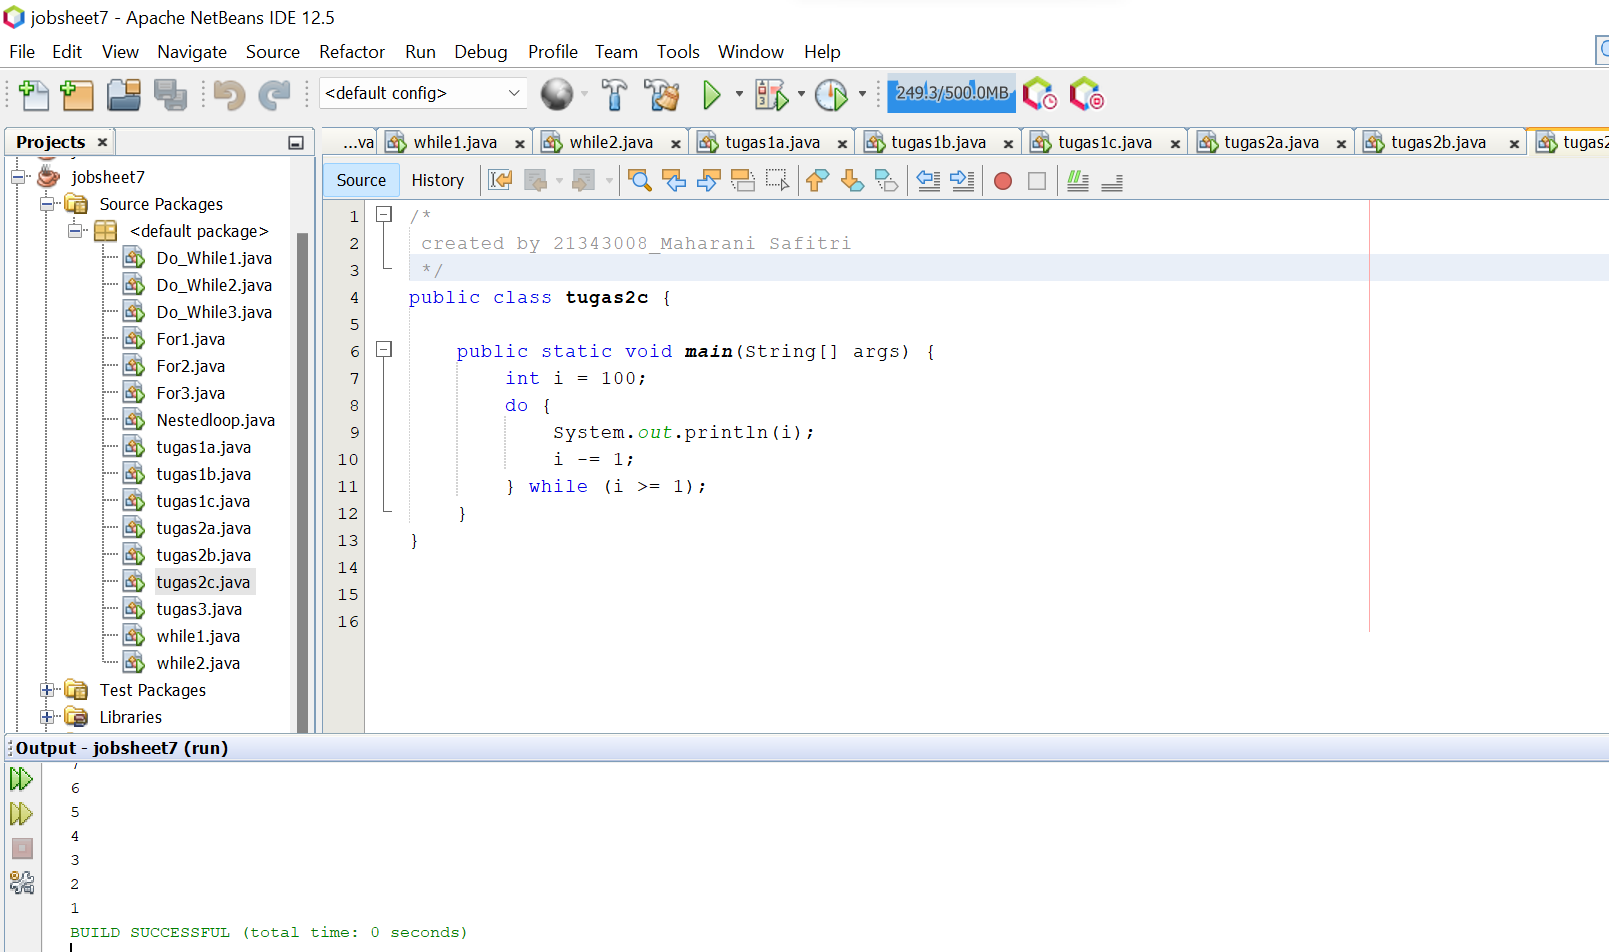 jobsheet7 - Apache NetBeans IDE 12.5
File Edit View Navigate Source Refactor Run Debug Profile Team Tools Window Help
<default config>
249.3/500.0MB
Projects
...va while1.java while2.java tugas1a.java tugas1b.java tugas1c.java tugas2a.java tugas2b.java tugas2
Source History
jobsheet7
Source Packages
<default package>
Do_While1.java
Do_While2.java
Do_While3.java
For1.java
For2.java
For3.java
Nestedloop.java
tugas1a.java
tugas1b.java
tugas1c.java
tugas2a.java
tugas2b.java
tugas2c.java
tugas3.java
while1.java
while2.java
Test Packages
Libraries
1 /*
2 created by 21343008_Maharani Safitri
3 */
4 public class tugas2c {
5
6 public static void main(String[] args) {
7 int i = 100;
8 do {
9 System.out.println(i);
10 i -= 1;
11 } while (i >= 1);
12 }
13 }
14
15
16
Output - jobsheet7 (run)
7
6
5
4
3
2
1
BUILD SUCCESSFUL (total time: 0 seconds)